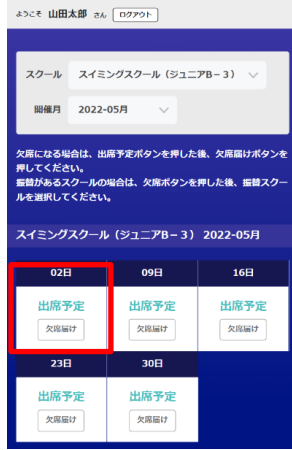 ようこそ 山田太郎 さん ログアウト
スクール スイミングスクール（ジュニアB－３）
開催月 2022-05月
欠席になる場合は、出席予定ボタンを押した後、欠席届けボタンを
押してください。
振替があるスクールの場合は、欠席ボタンを押した後、振替スクー
ルを選択してください。
スイミングスクール（ジュニアB－３） 2022-05月
02日 09日 16日
出席予定 出席予定 出席予定
欠席届け 欠席届け 欠席届け
23日 30日
出席予定 出席予定
欠席届け 欠席届け